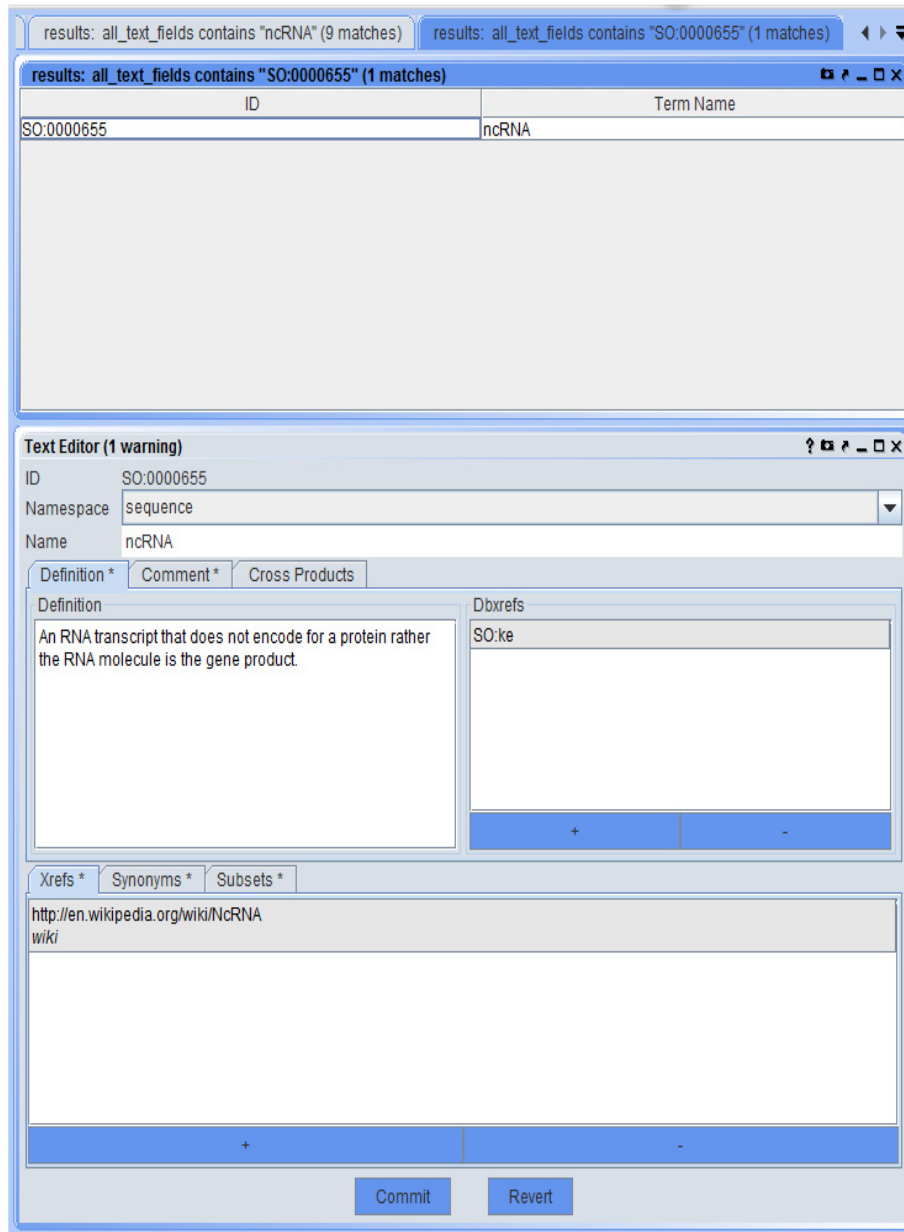 results: all_text_fields contains "ncRNA" (9 matches) results: all_text_fields contains "SO:0000655" (1 matches)
results: all_text_fields contains "SO:0000655" (1 matches)
ID Term Name
SO:0000655 ncRNA
Text Editor (1 warning) ?
ID SO:0000655
Namespace sequence
Name ncRNA
Definition * Comment * Cross Products
Definition Dbxrefs
An RNA transcript that does not encode for a protein rather SO:ke
the RNA molecule is the gene product.
+ -
Xrefs * Synonyms * Subsets *
http://en.wikipedia.org/wiki/NcRNA
wiki
+ -
Commit Revert